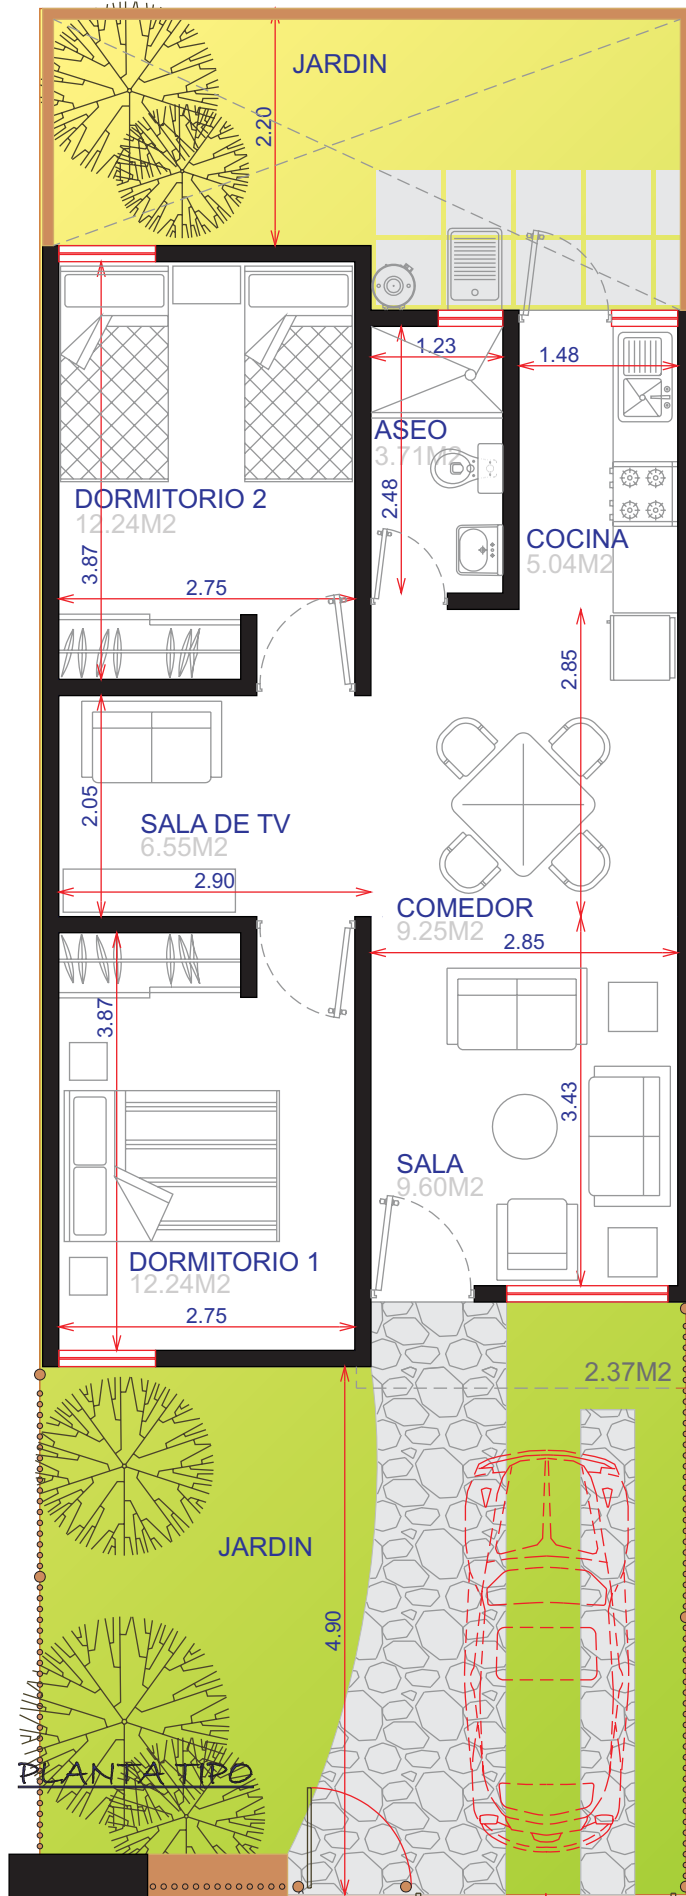 JARDIN
2.20
1.23
1.48
ASEO
3.71M2
2.48
DORMITORIO 2
12.24M2
3.87
2.75
COCINA
5.04M2
2.85
2.05
SALA DE TV
6.55M2
2.90
COMEDOR
9.25M2
2.85
3.87
3.43
SALA
9.60M2
DORMITORIO 1
12.24M2
2.75
2.37M2
JARDIN
4.90
PLANTA TIPO